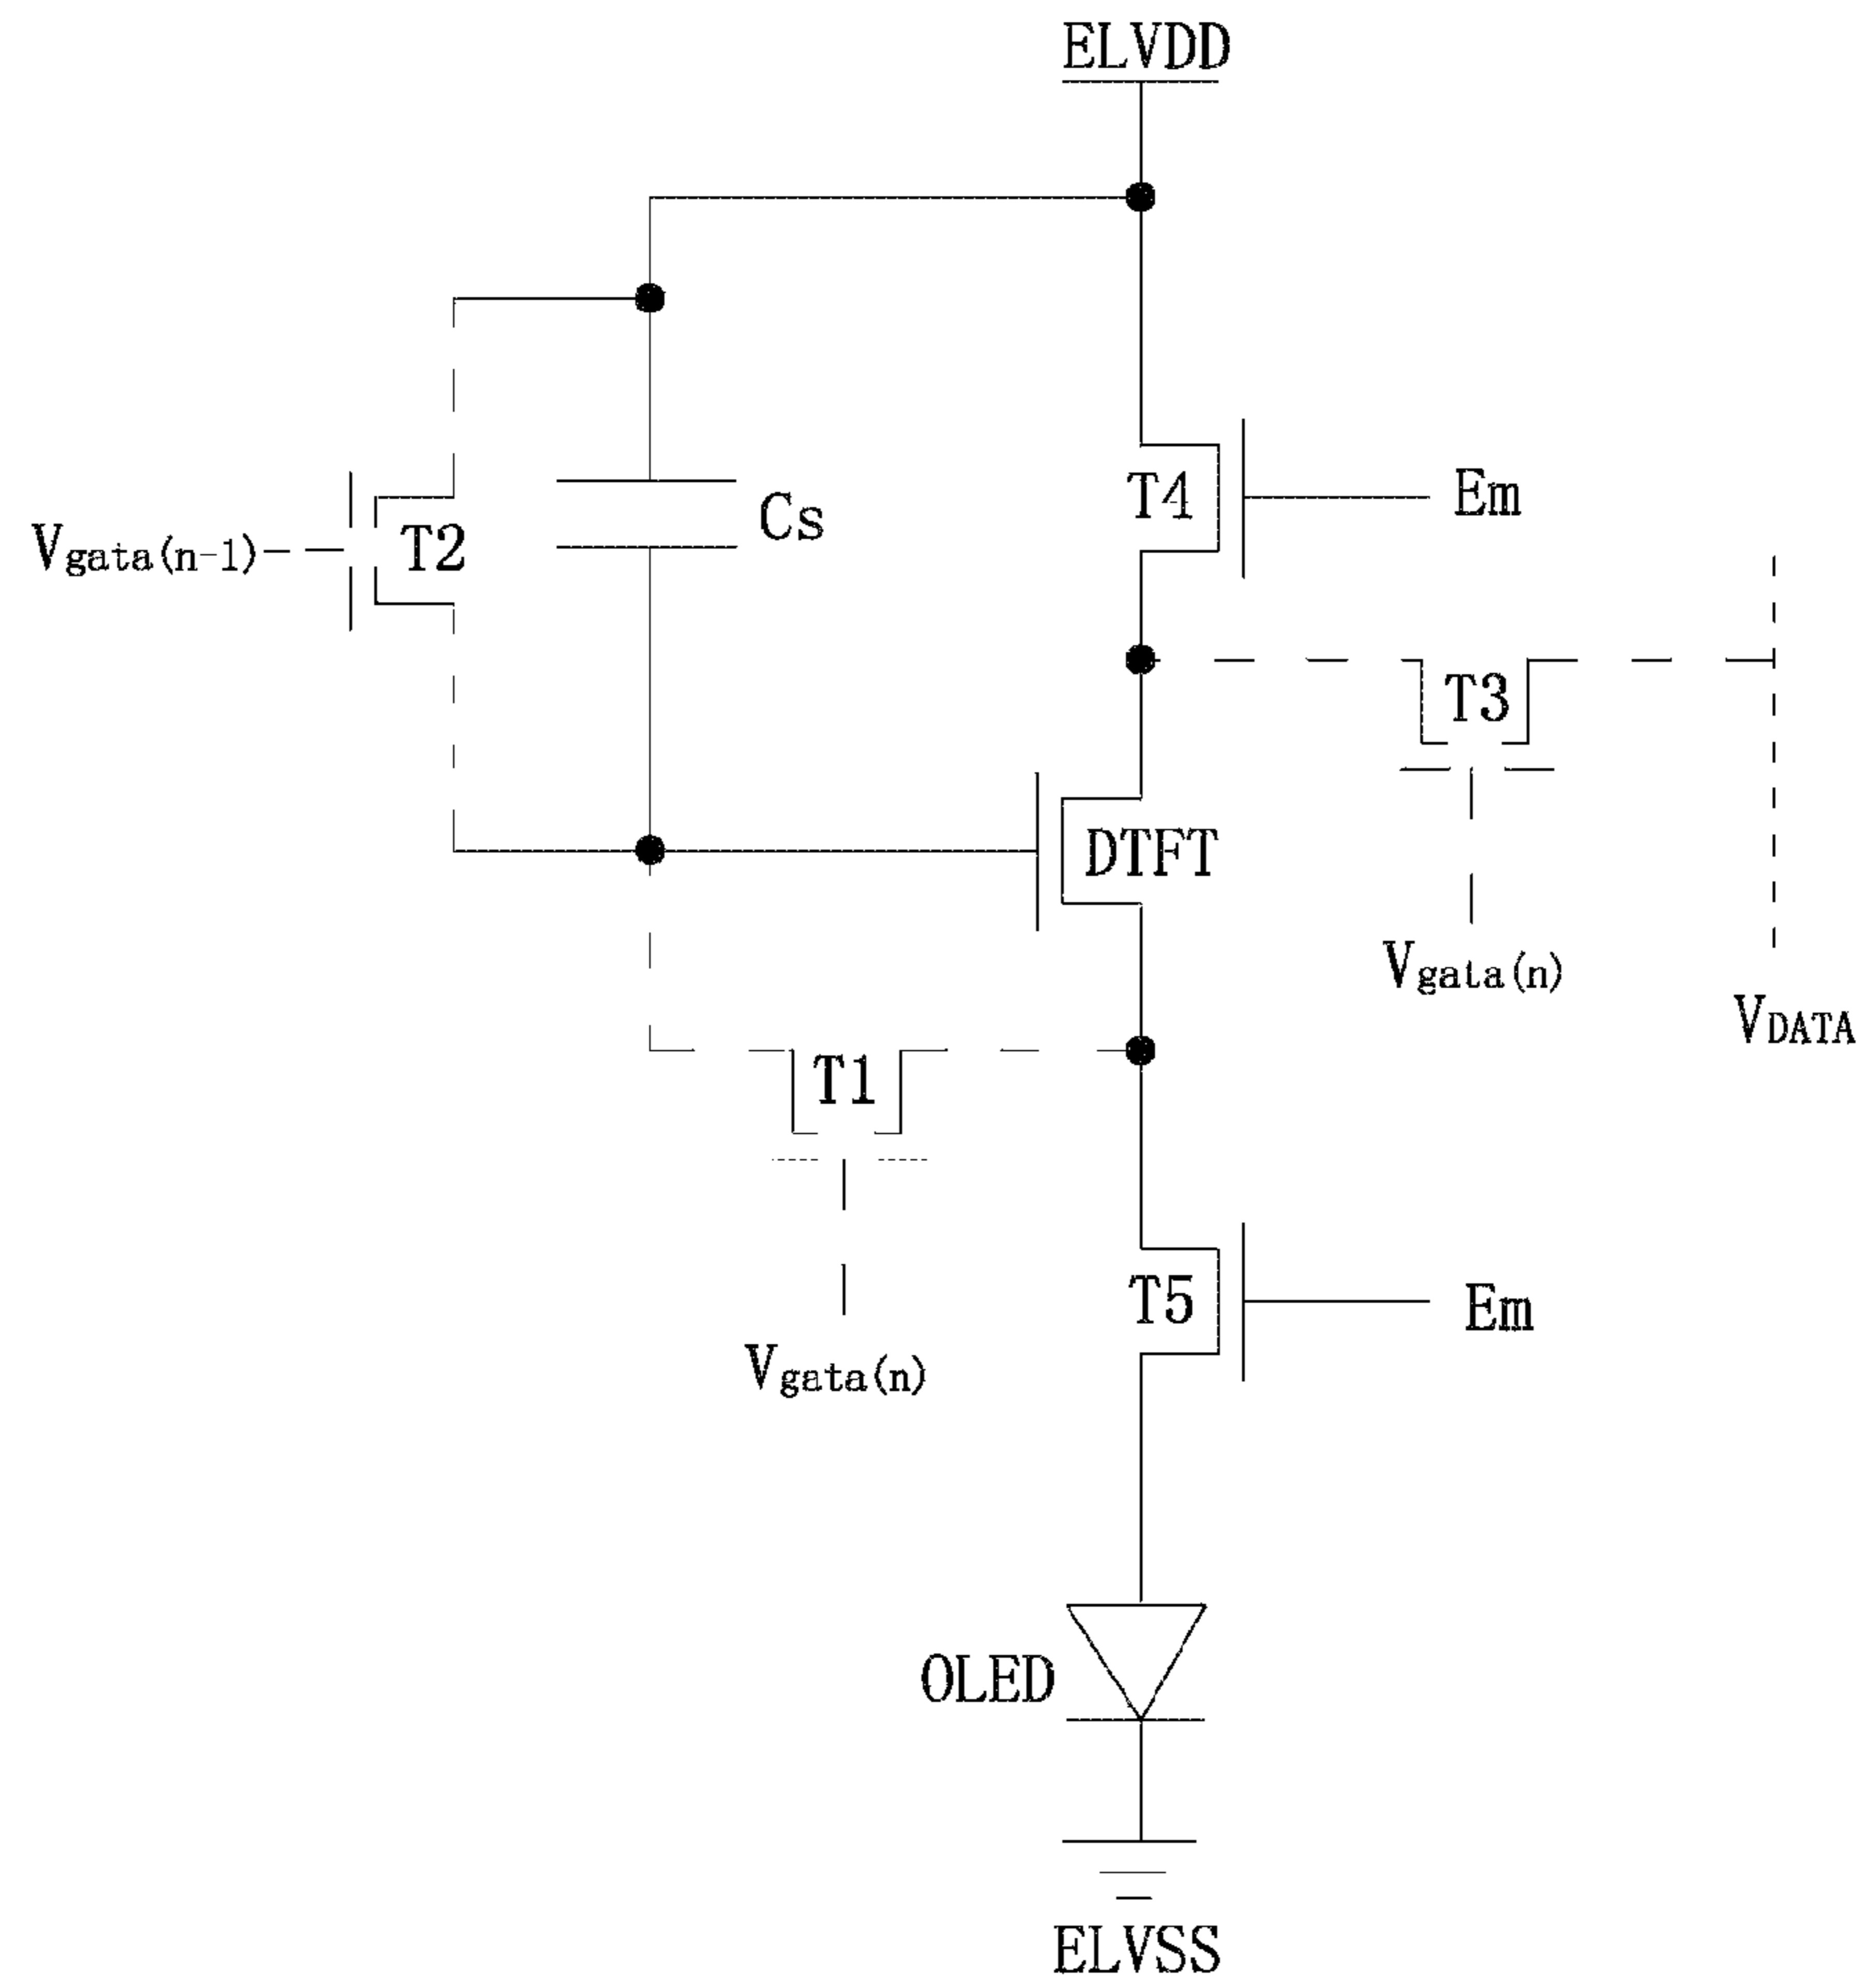 ELVDD
T4
Em
Cs
Vgata(n-1)
T2
T3
DTFT
Vgata(n)
VDATA
T1
T5
Em
Vgata(n)
OLED
ELVSS